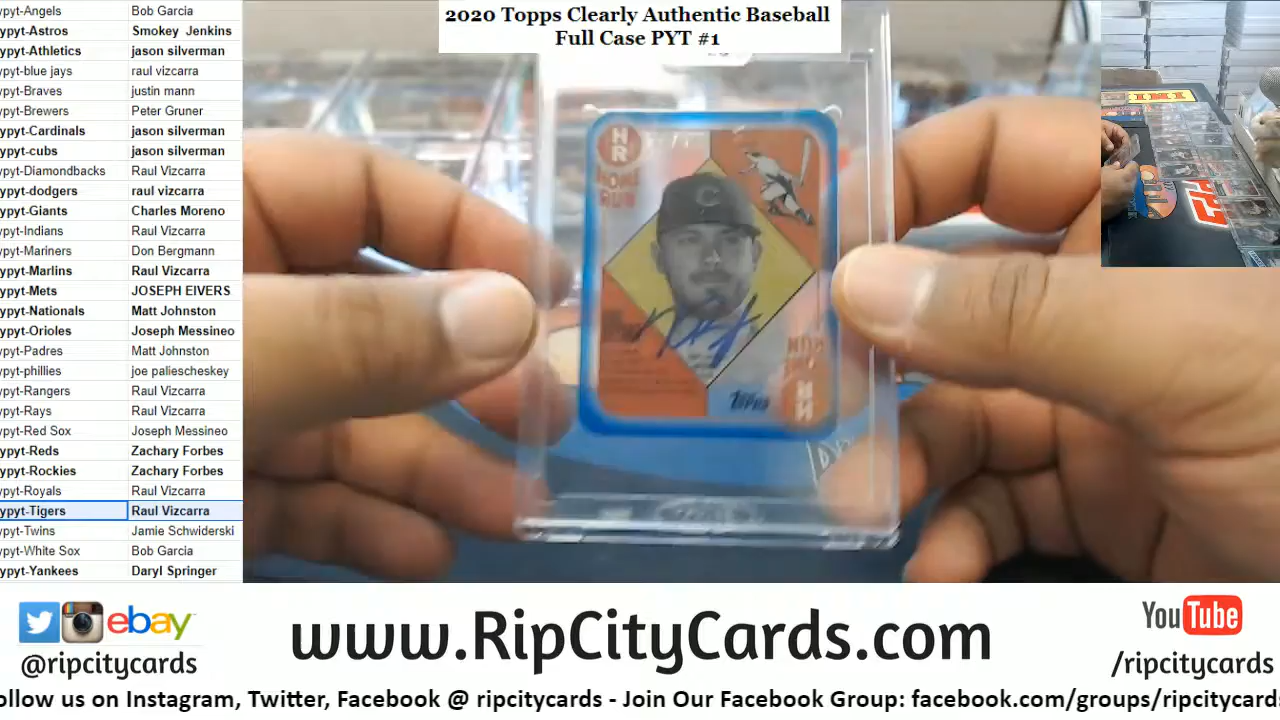 2020 Topps Clearly Authentic Baseball
Full Case PYT #1
ypyt-Angels Bob Garcia
ypyt-Astros Smokey Jenkins
ypyt-Athletics jason silverman
ypyt-blue jays raul vizcarra
ypyt-Braves justin mann
ypyt-Brewers Peter Gruner
ypyt-Cardinals jason silverman
ypyt-cubs jason silverman
ypyt-Diamondbacks Raul Vizcarra
ypyt-dodgers raul vizcarra
ypyt-Giants Charles Moreno
ypyt-Indians Raul Vizcarra
ypyt-Mariners Don Bergmann
ypyt-Marlins Raul Vizcarra
ypyt-Mets JOSEPH EIVERS
ypyt-Nationals Matt Johnston
ypyt-Orioles Joseph Messineo
ypyt-Padres Matt Johnston
ypyt-phillies joe paliescheskey
ypyt-Rangers Raul Vizcarra
ypyt-Rays Raul Vizcarra
ypyt-Red Sox Joseph Messineo
ypyt-Reds Zachary Forbes
ypyt-Rockies Zachary Forbes
ypyt-Royals Raul Vizcarra
ypyt-Tigers Raul Vizcarra
ypyt-Twins Jamie Schwiderski
ypyt-White Sox Bob Garcia
ypyt-Yankees Daryl Springer
HR
HOME
RUN
C
Topps
HR
ebay
@ripcitycards
www.RipCityCards.com
YouTube
/ripcitycards
ollow us on Instagram, Twitter, Facebook @ ripcitycards - Join Our Facebook Group: facebook.com/groups/ripcitycards